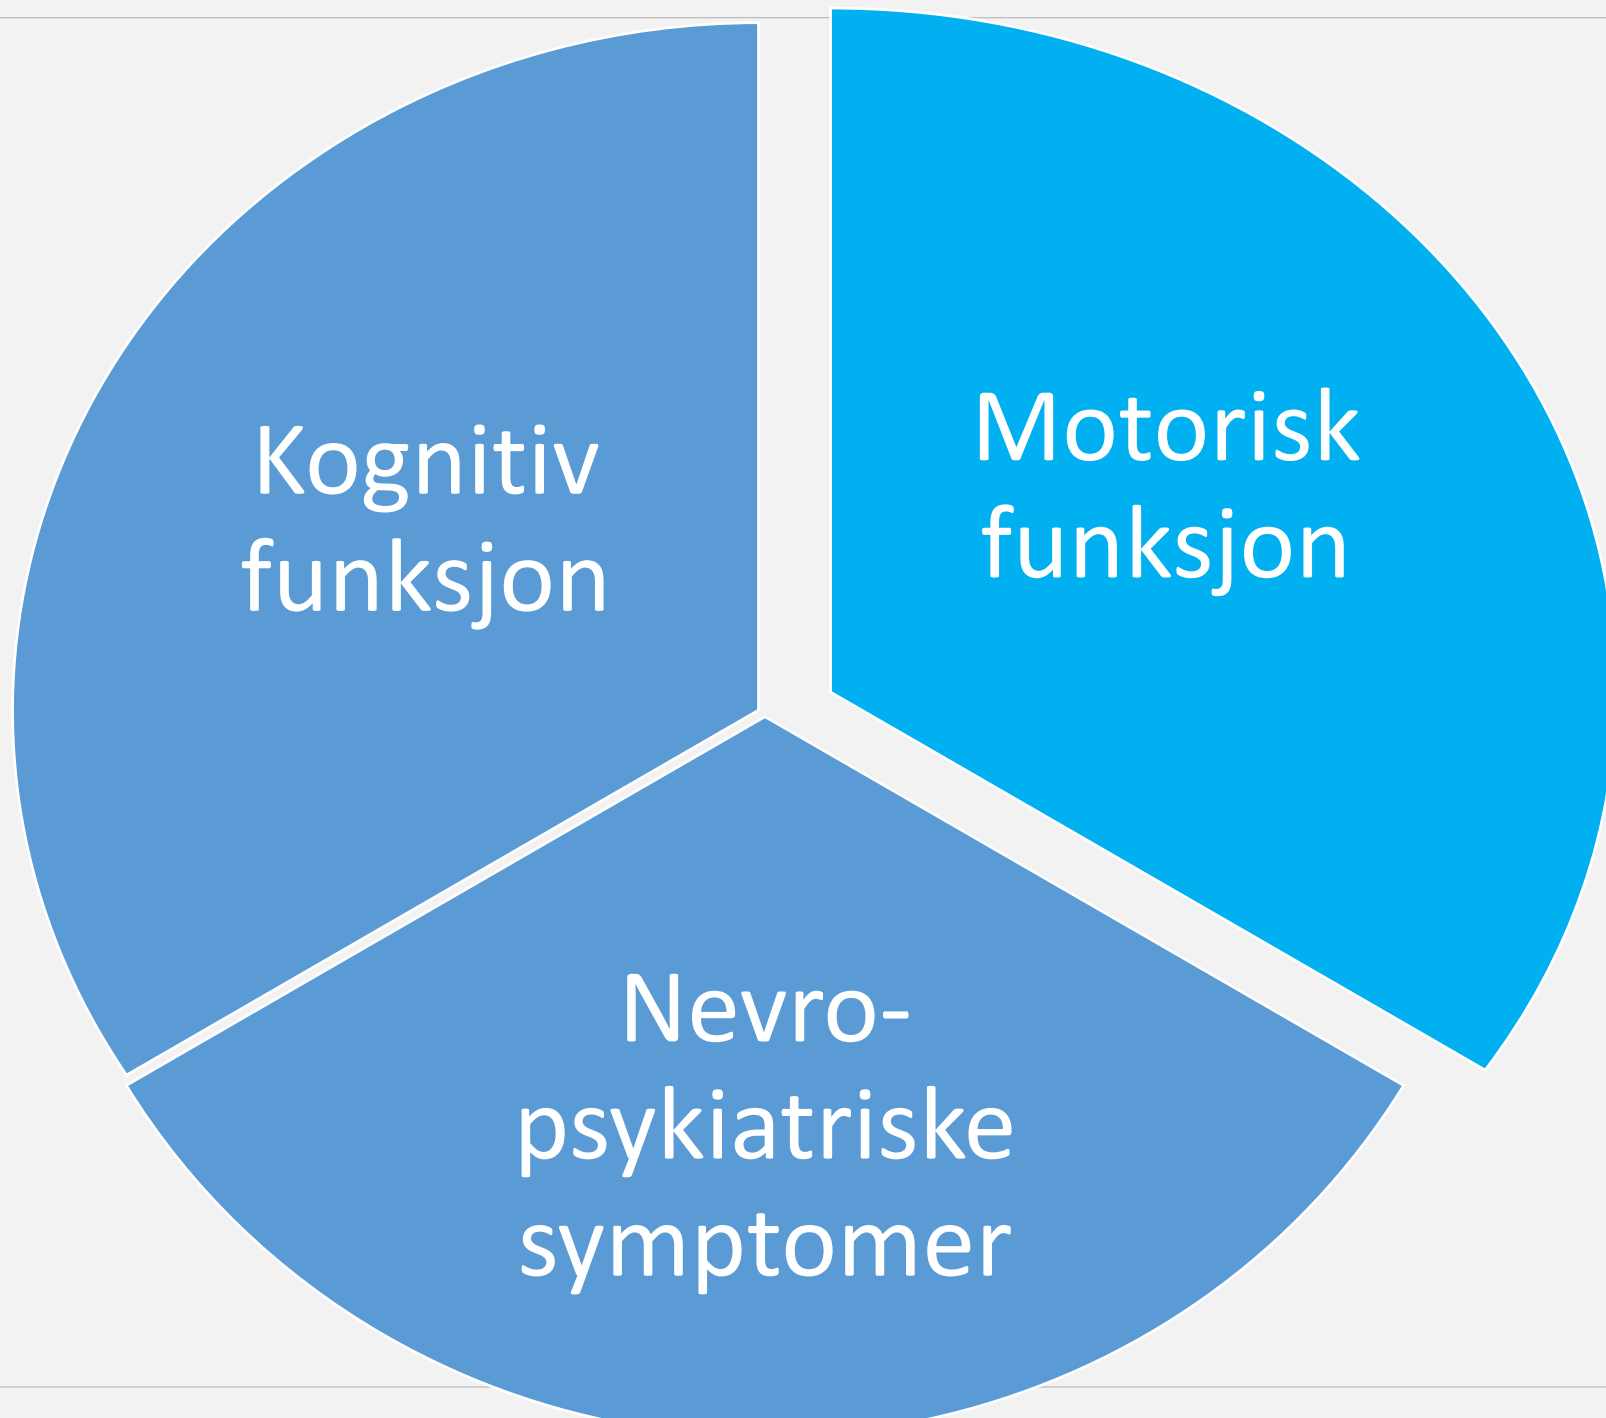 Kognitiv
funksjon
Motorisk
funksjon
Nevro-
psykiatriske
symptomer